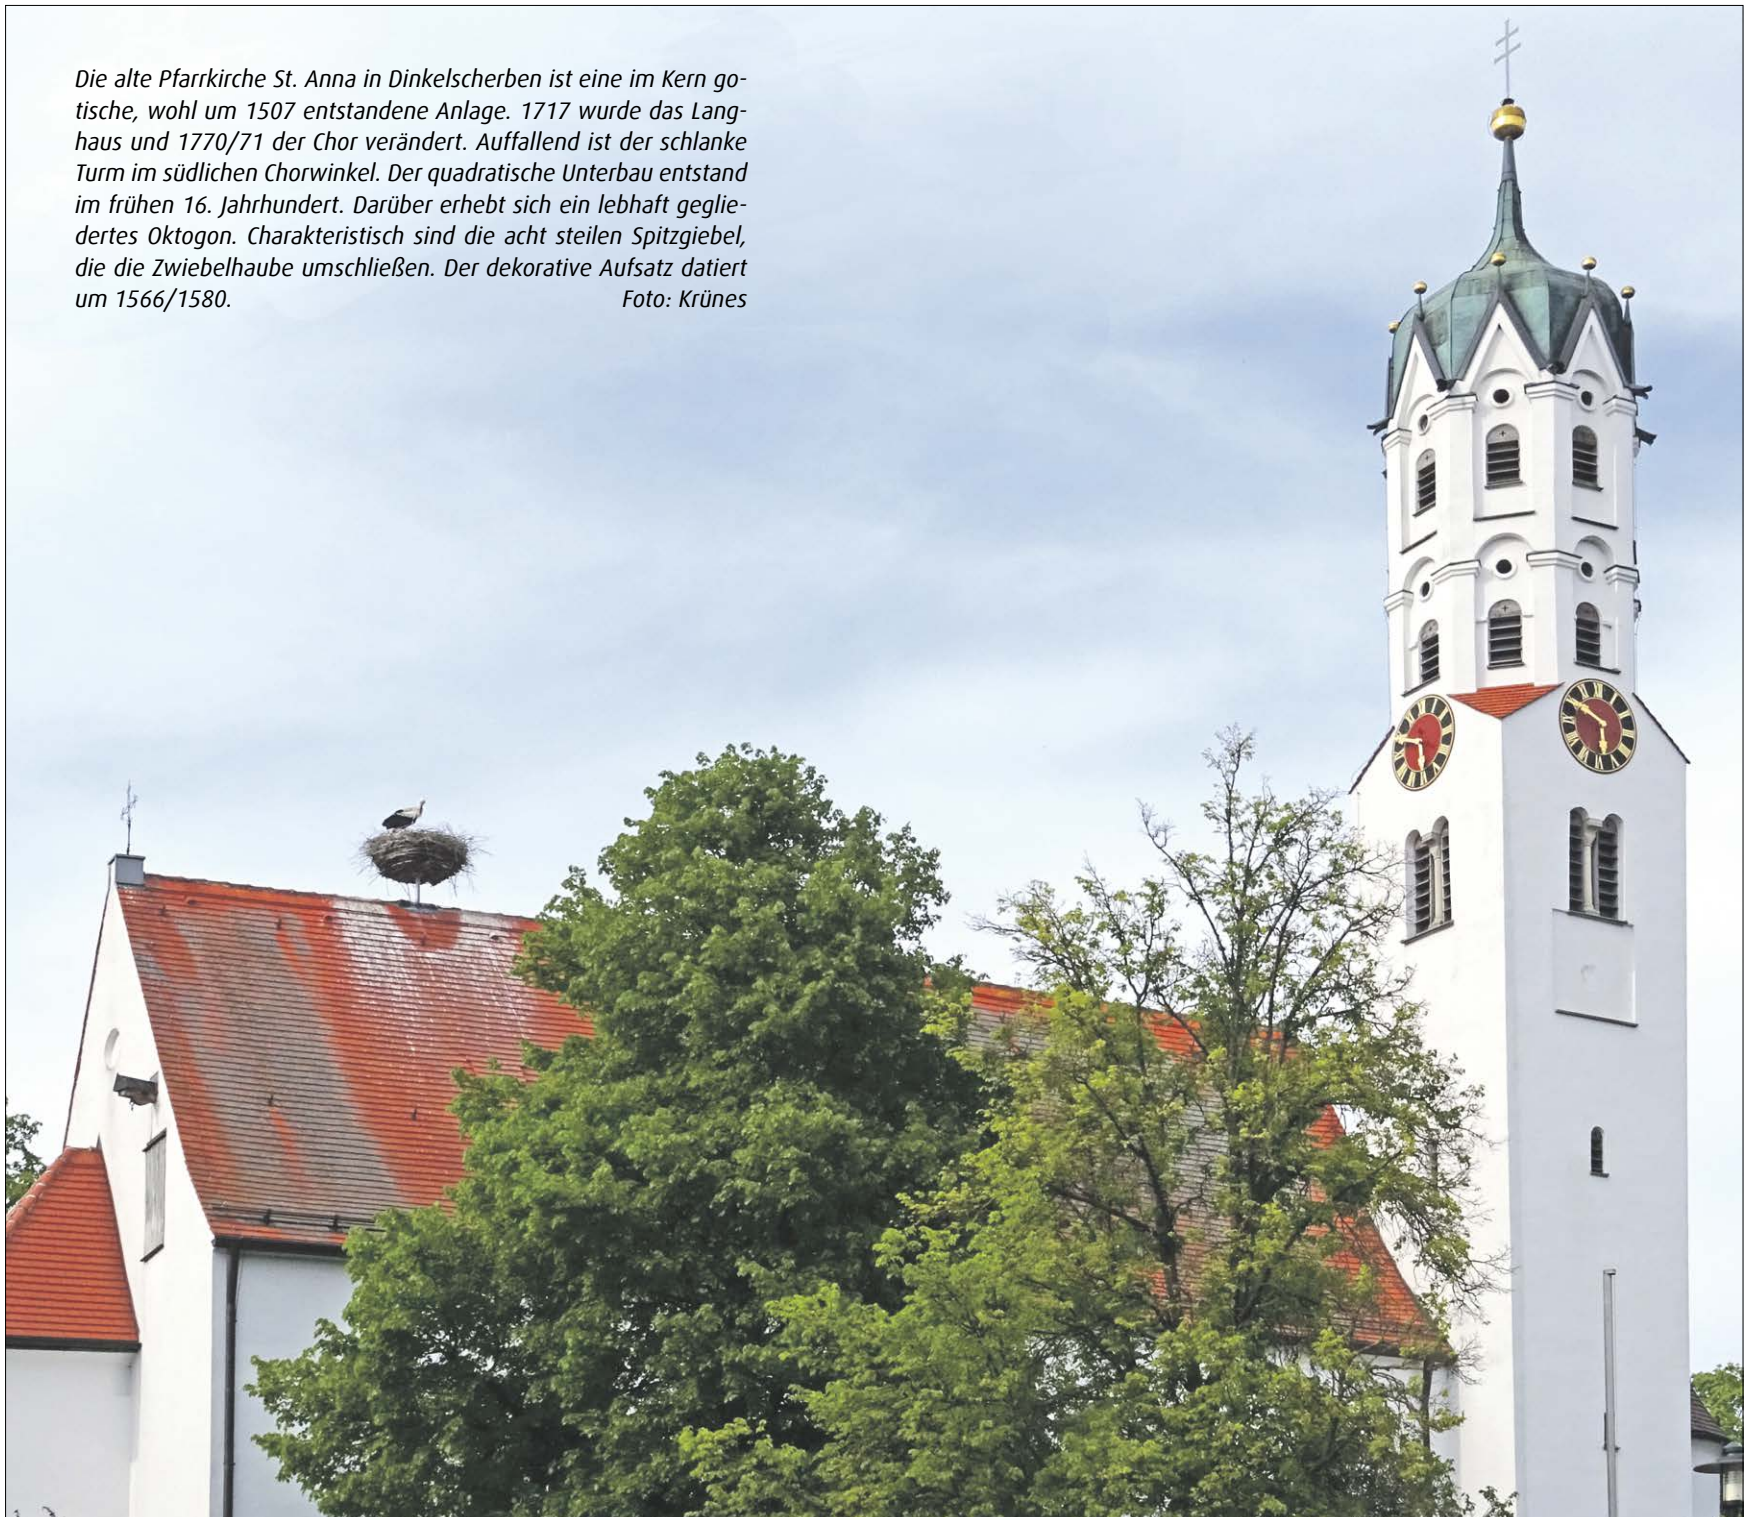 Die alte Pfarrkirche St. Anna in Dinkelscherben ist eine im Kern go-
tische, wohl um 1507 entstandene Anlage. 1717 wurde das Lang-
haus und 1770/71 der Chor verändert. Auffallend ist der schlanke
Turm im südlichen Chorwinkel. Der quadratische Unterbau entstand
im frühen 16. Jahrhundert. Darüber erhebt sich ein lebhaft geglie-
dertes Oktogon. Charakteristisch sind die acht steilen Spitzgiebel,
die die Zwiebelhaube umschließen. Der dekorative Aufsatz datiert
um 1566/1580. Foto: Krünes